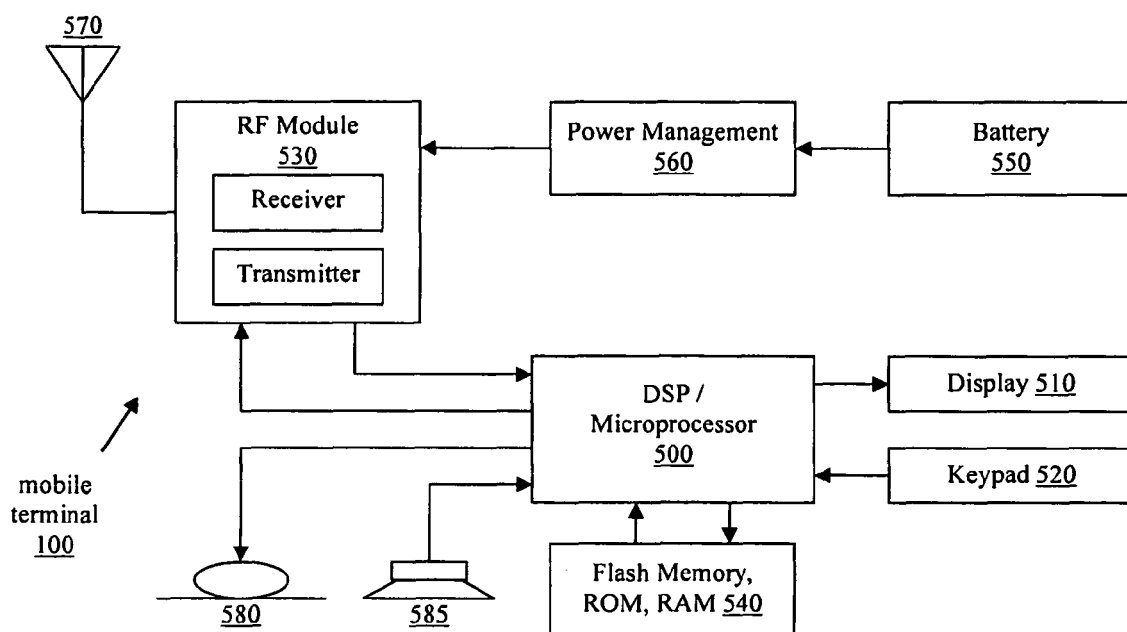 570
RF Module
530
Receiver
Transmitter
Power Management
560
Battery
550
DSP /
Microprocessor
500
Display 510
Keypad 520
mobile
terminal
100
580
585
Flash Memory,
ROM, RAM 540